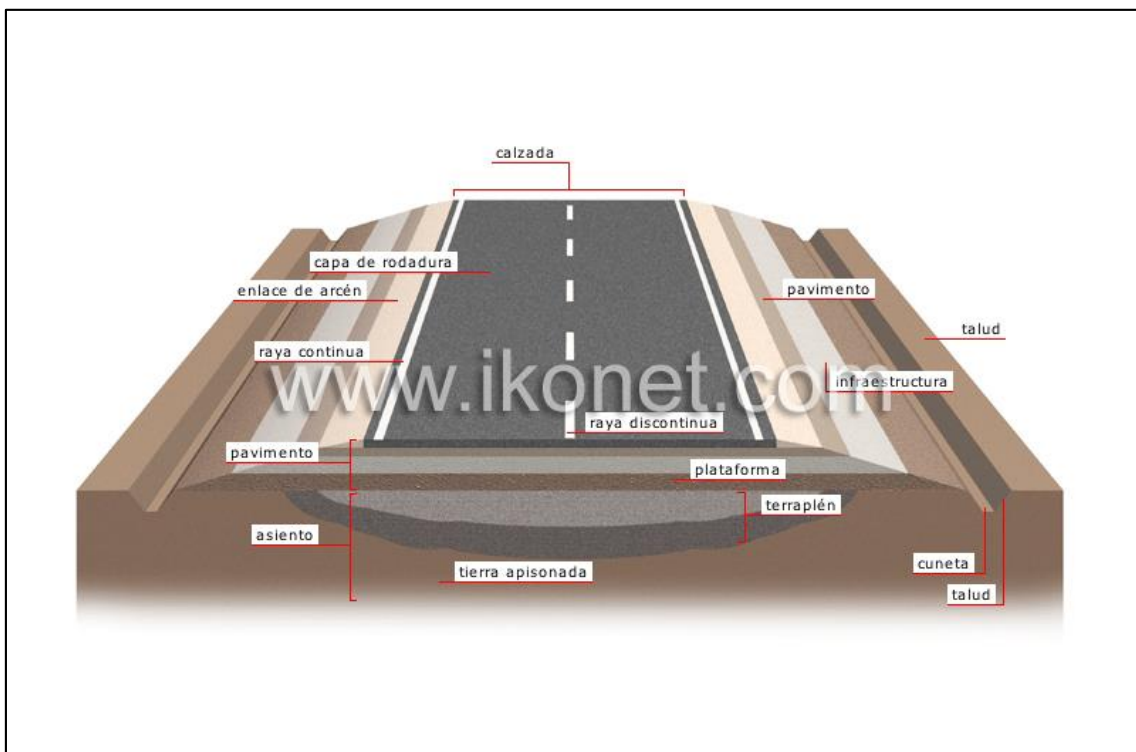 calzada
capa de rodadura
enlace de arcén
pavimento
talud
raya continua
www.ikonet.com
infraestructura
raya discontinua
pavimento
plataforma
terraplén
asiento
cuneta
tierra apisonada
talud